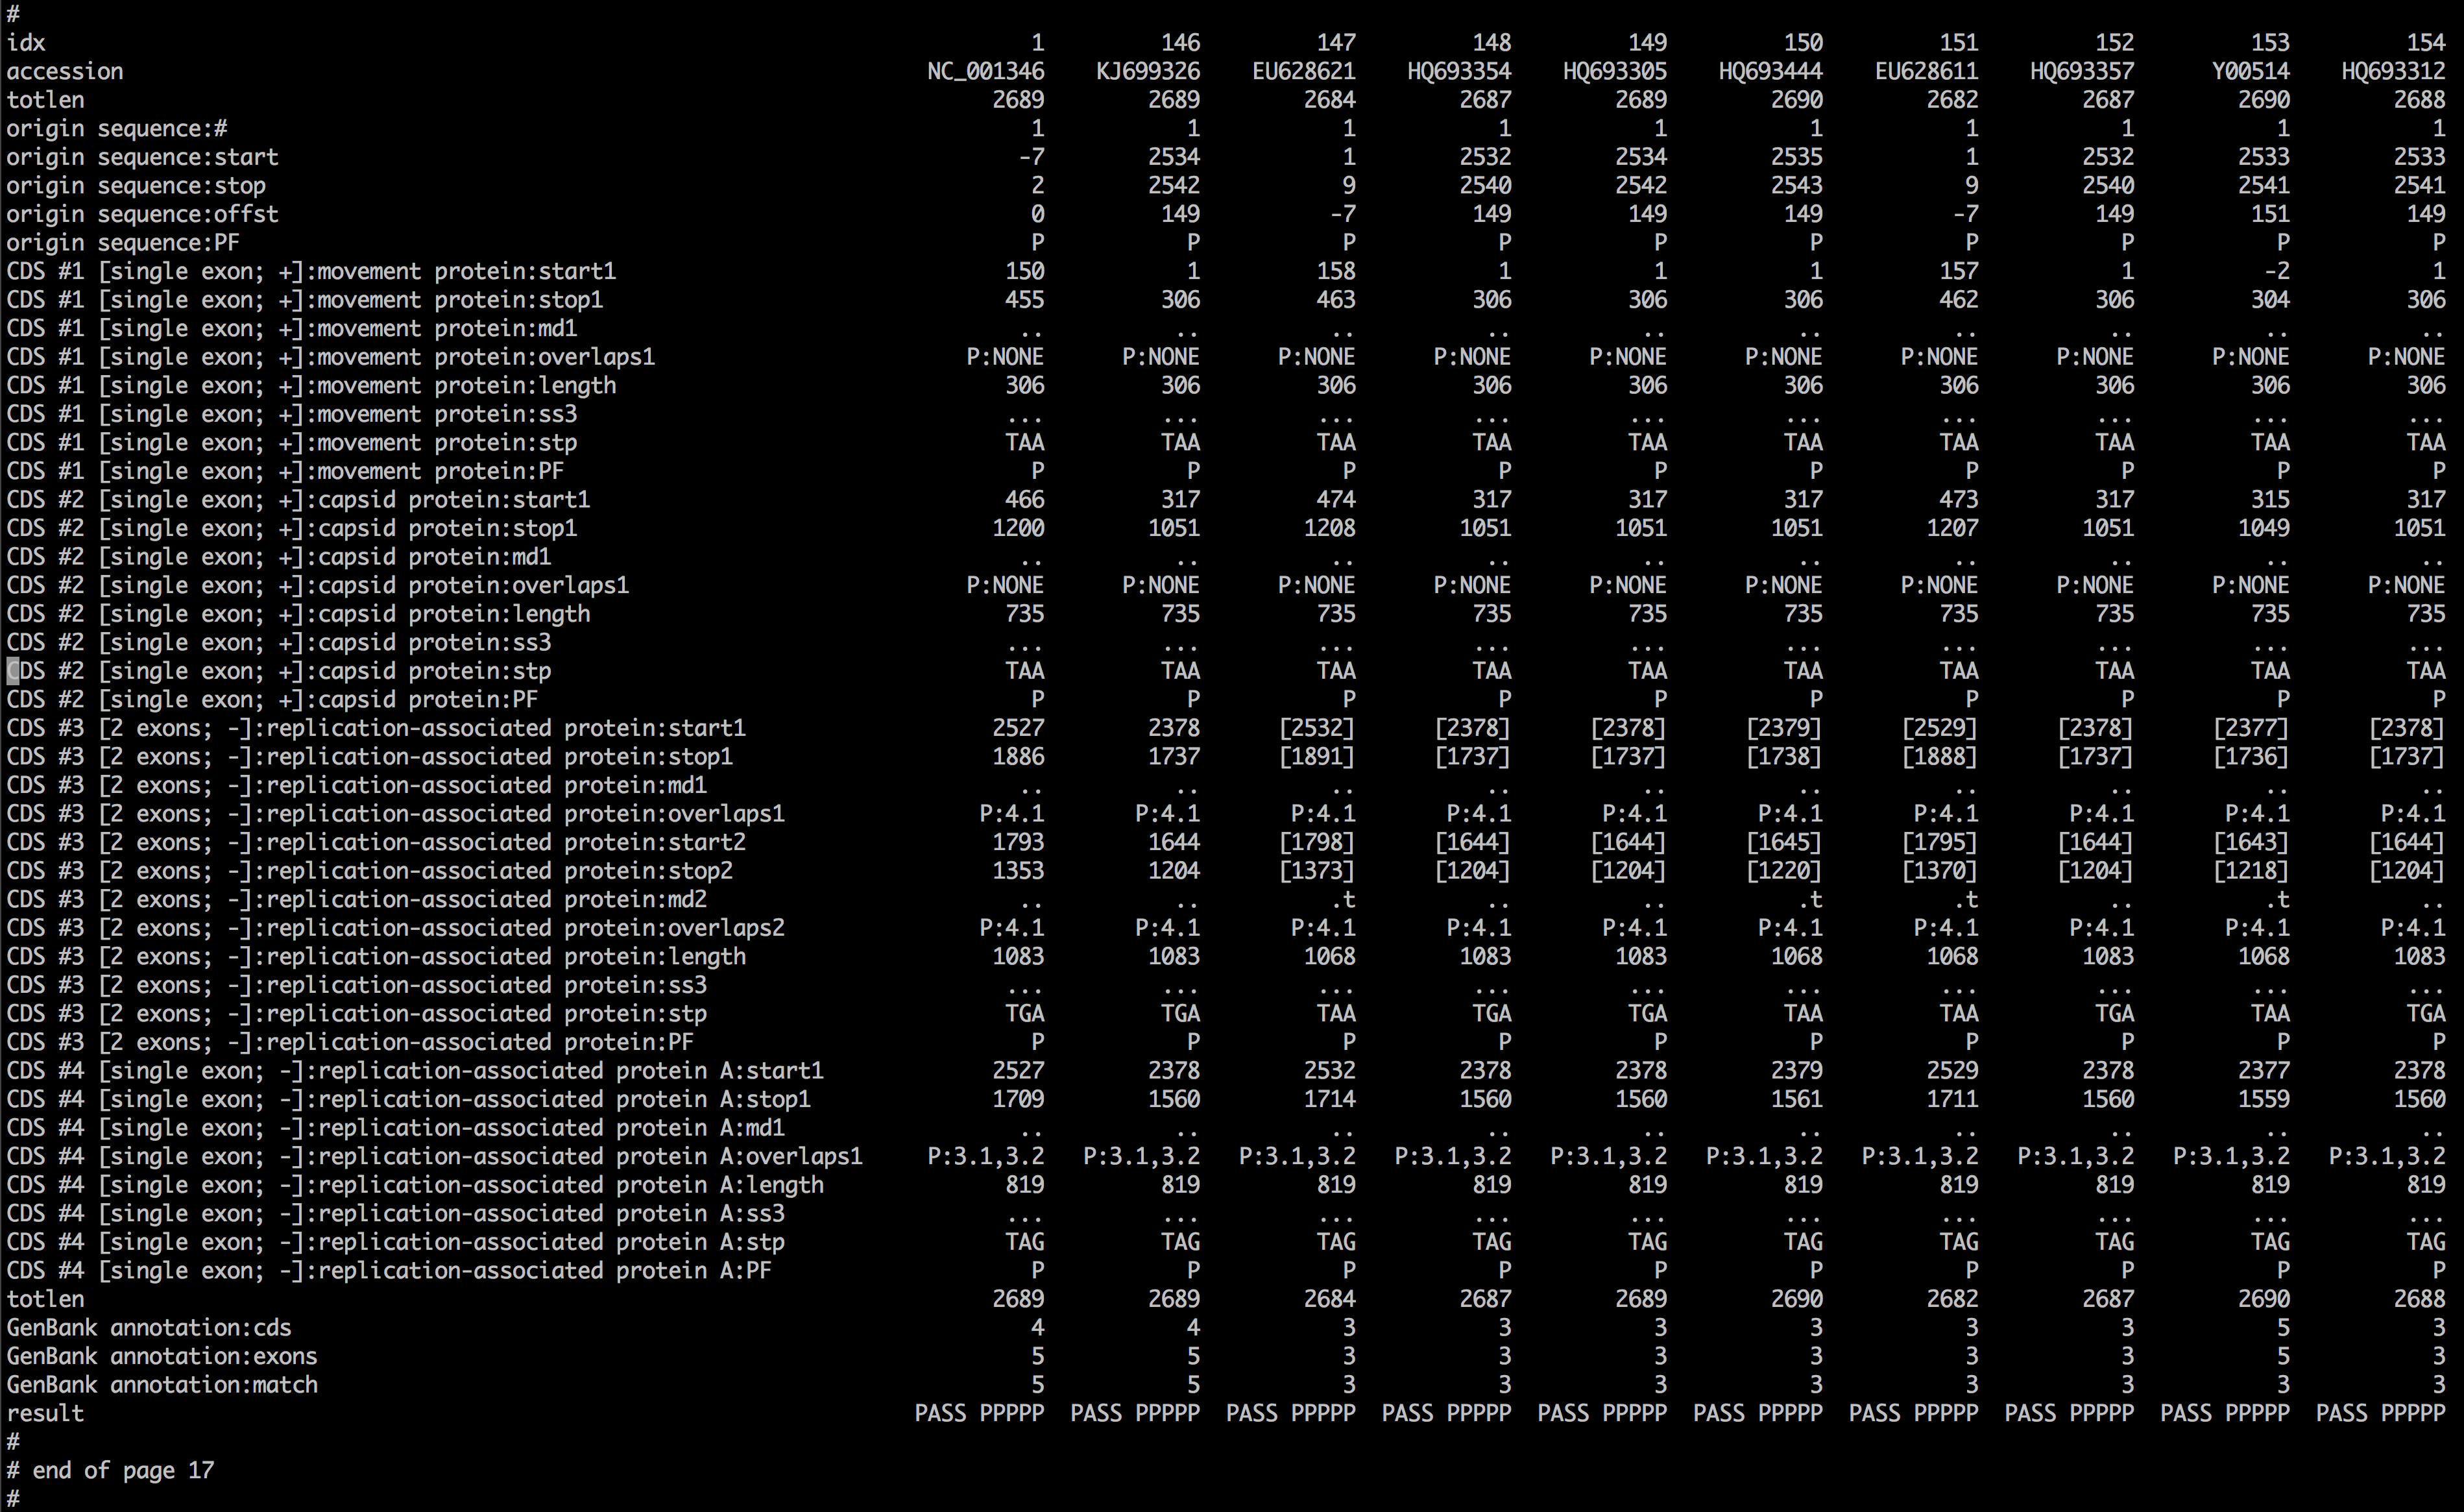 #
idx 1 146 147 148 149 150 151 152 153 154
accession NC_001346 KJ699326 EU628621 HQ693354 HQ693305 HQ693444 EU628611 HQ693357 Y00514 HQ693312
totlen 2689 2689 2684 2687 2689 2690 2682 2687 2690 2688
origin sequence:# 1 1 1 1 1 1 1 1 1 1
origin sequence:start -7 2534 1 2532 2534 2535 1 2532 2533 2533
origin sequence:stop 2 2542 9 2540 2542 2543 9 2540 2541 2541
origin sequence:offst 0 149 -7 149 149 149 -7 149 151 149
origin sequence:PF P P P P P P P P P P
CDS #1 [single exon; +]:movement protein:start1 150 1 158 1 1 1 157 1 -2 1
CDS #1 [single exon; +]:movement protein:stop1 455 306 463 306 306 306 462 306 304 306
CDS #1 [single exon; +]:movement protein:md1 .. .. .. .. .. .. .. .. .. ..
CDS #1 [single exon; +]:movement protein:overlaps1 P:NONE P:NONE P:NONE P:NONE P:NONE P:NONE P:NONE P:NONE P:NONE P:NONE
CDS #1 [single exon; +]:movement protein:length 306 306 306 306 306 306 306 306 306 306
CDS #1 [single exon; +]:movement protein:ss3 ... ... ... ... ... ... ... ... ... ...
CDS #1 [single exon; +]:movement protein:stp TAA TAA TAA TAA TAA TAA TAA TAA TAA TAA
CDS #1 [single exon; +]:movement protein:PF P P P P P P P P P P
CDS #2 [single exon; +]:capsid protein:start1 466 317 474 317 317 317 473 317 315 317
CDS #2 [single exon; +]:capsid protein:stop1 1200 1051 1208 1051 1051 1051 1207 1051 1049 1051
CDS #2 [single exon; +]:capsid protein:md1 .. .. .. .. .. .. .. .. .. ..
CDS #2 [single exon; +]:capsid protein:overlaps1 P:NONE P:NONE P:NONE P:NONE P:NONE P:NONE P:NONE P:NONE P:NONE P:NONE
CDS #2 [single exon; +]:capsid protein:length 735 735 735 735 735 735 735 735 735 735
CDS #2 [single exon; +]:capsid protein:ss3 ... ... ... ... ... ... ... ... ... ...
CDS #2 [single exon; +]:capsid protein:stp TAA TAA TAA TAA TAA TAA TAA TAA TAA TAA
CDS #2 [single exon; +]:capsid protein:PF P P P P P P P P P P
CDS #3 [2 exons; -]:replication-associated protein:start1 2527 2378 [2532] [2378] [2378] [2379] [2529] [2378] [2377] [2378]
CDS #3 [2 exons; -]:replication-associated protein:stop1 1886 1737 [1891] [1737] [1737] [1738] [1888] [1737] [1736] [1737]
CDS #3 [2 exons; -]:replication-associated protein:md1 .. .. .. .. .. .. .. .. .. ..
CDS #3 [2 exons; -]:replication-associated protein:overlaps1 P:4.1 P:4.1 P:4.1 P:4.1 P:4.1 P:4.1 P:4.1 P:4.1 P:4.1 P:4.1
CDS #3 [2 exons; -]:replication-associated protein:start2 1793 1644 [1798] [1644] [1644] [1645] [1795] [1644] [1643] [1644]
CDS #3 [2 exons; -]:replication-associated protein:stop2 1353 1204 [1373] [1204] [1204] [1220] [1370] [1204] [1218] [1204]
CDS #3 [2 exons; -]:replication-associated protein:md2 .. .. .t .. .. .t .t .. .t ..
CDS #3 [2 exons; -]:replication-associated protein:overlaps2 P:4.1 P:4.1 P:4.1 P:4.1 P:4.1 P:4.1 P:4.1 P:4.1 P:4.1 P:4.1
CDS #3 [2 exons; -]:replication-associated protein:length 1083 1083 1068 1083 1083 1068 1068 1083 1068 1083
CDS #3 [2 exons; -]:replication-associated protein:ss3 ... ... ... ... ... ... ... ... ... ...
CDS #3 [2 exons; -]:replication-associated protein:stp TGA TGA TAA TGA TGA TAA TAA TGA TAA TGA
CDS #3 [2 exons; -]:replication-associated protein:PF P P P P P P P P P P
CDS #4 [single exon; -]:replication-associated protein A:start1 2527 2378 2532 2378 2378 2379 2529 2378 2377 2378
CDS #4 [single exon; -]:replication-associated protein A:stop1 1709 1560 1714 1560 1560 1561 1711 1560 1559 1560
CDS #4 [single exon; -]:replication-associated protein A:md1 .. .. .. .. .. .. .. .. .. ..
CDS #4 [single exon; -]:replication-associated protein A:overlaps1 P:3.1,3.2 P:3.1,3.2 P:3.1,3.2 P:3.1,3.2 P:3.1,3.2 P:3.1,3.2 P:3.1,3.2 P:3.1,3.2 P:3.1,3.2 P:3.1,3.2
CDS #4 [single exon; -]:replication-associated protein A:length 819 819 819 819 819 819 819 819 819 819
CDS #4 [single exon; -]:replication-associated protein A:ss3 ... ... ... ... ... ... ... ... ... ...
CDS #4 [single exon; -]:replication-associated protein A:stp TAG TAG TAG TAG TAG TAG TAG TAG TAG TAG
CDS #4 [single exon; -]:replication-associated protein A:PF P P P P P P P P P P
totlen 2689 2689 2684 2687 2689 2690 2682 2687 2690 2688
GenBank annotation:cds 4 4 3 3 3 3 3 3 5 3
GenBank annotation:exons 5 5 3 3 3 3 3 3 5 3
GenBank annotation:match 5 5 3 3 3 3 3 3 3 3
result PASS PPPPP PASS PPPPP PASS PPPPP PASS PPPPP PASS PPPPP PASS PPPPP PASS PPPPP PASS PPPPP PASS PPPPP PASS PPPPP
#
# end of page 17
#